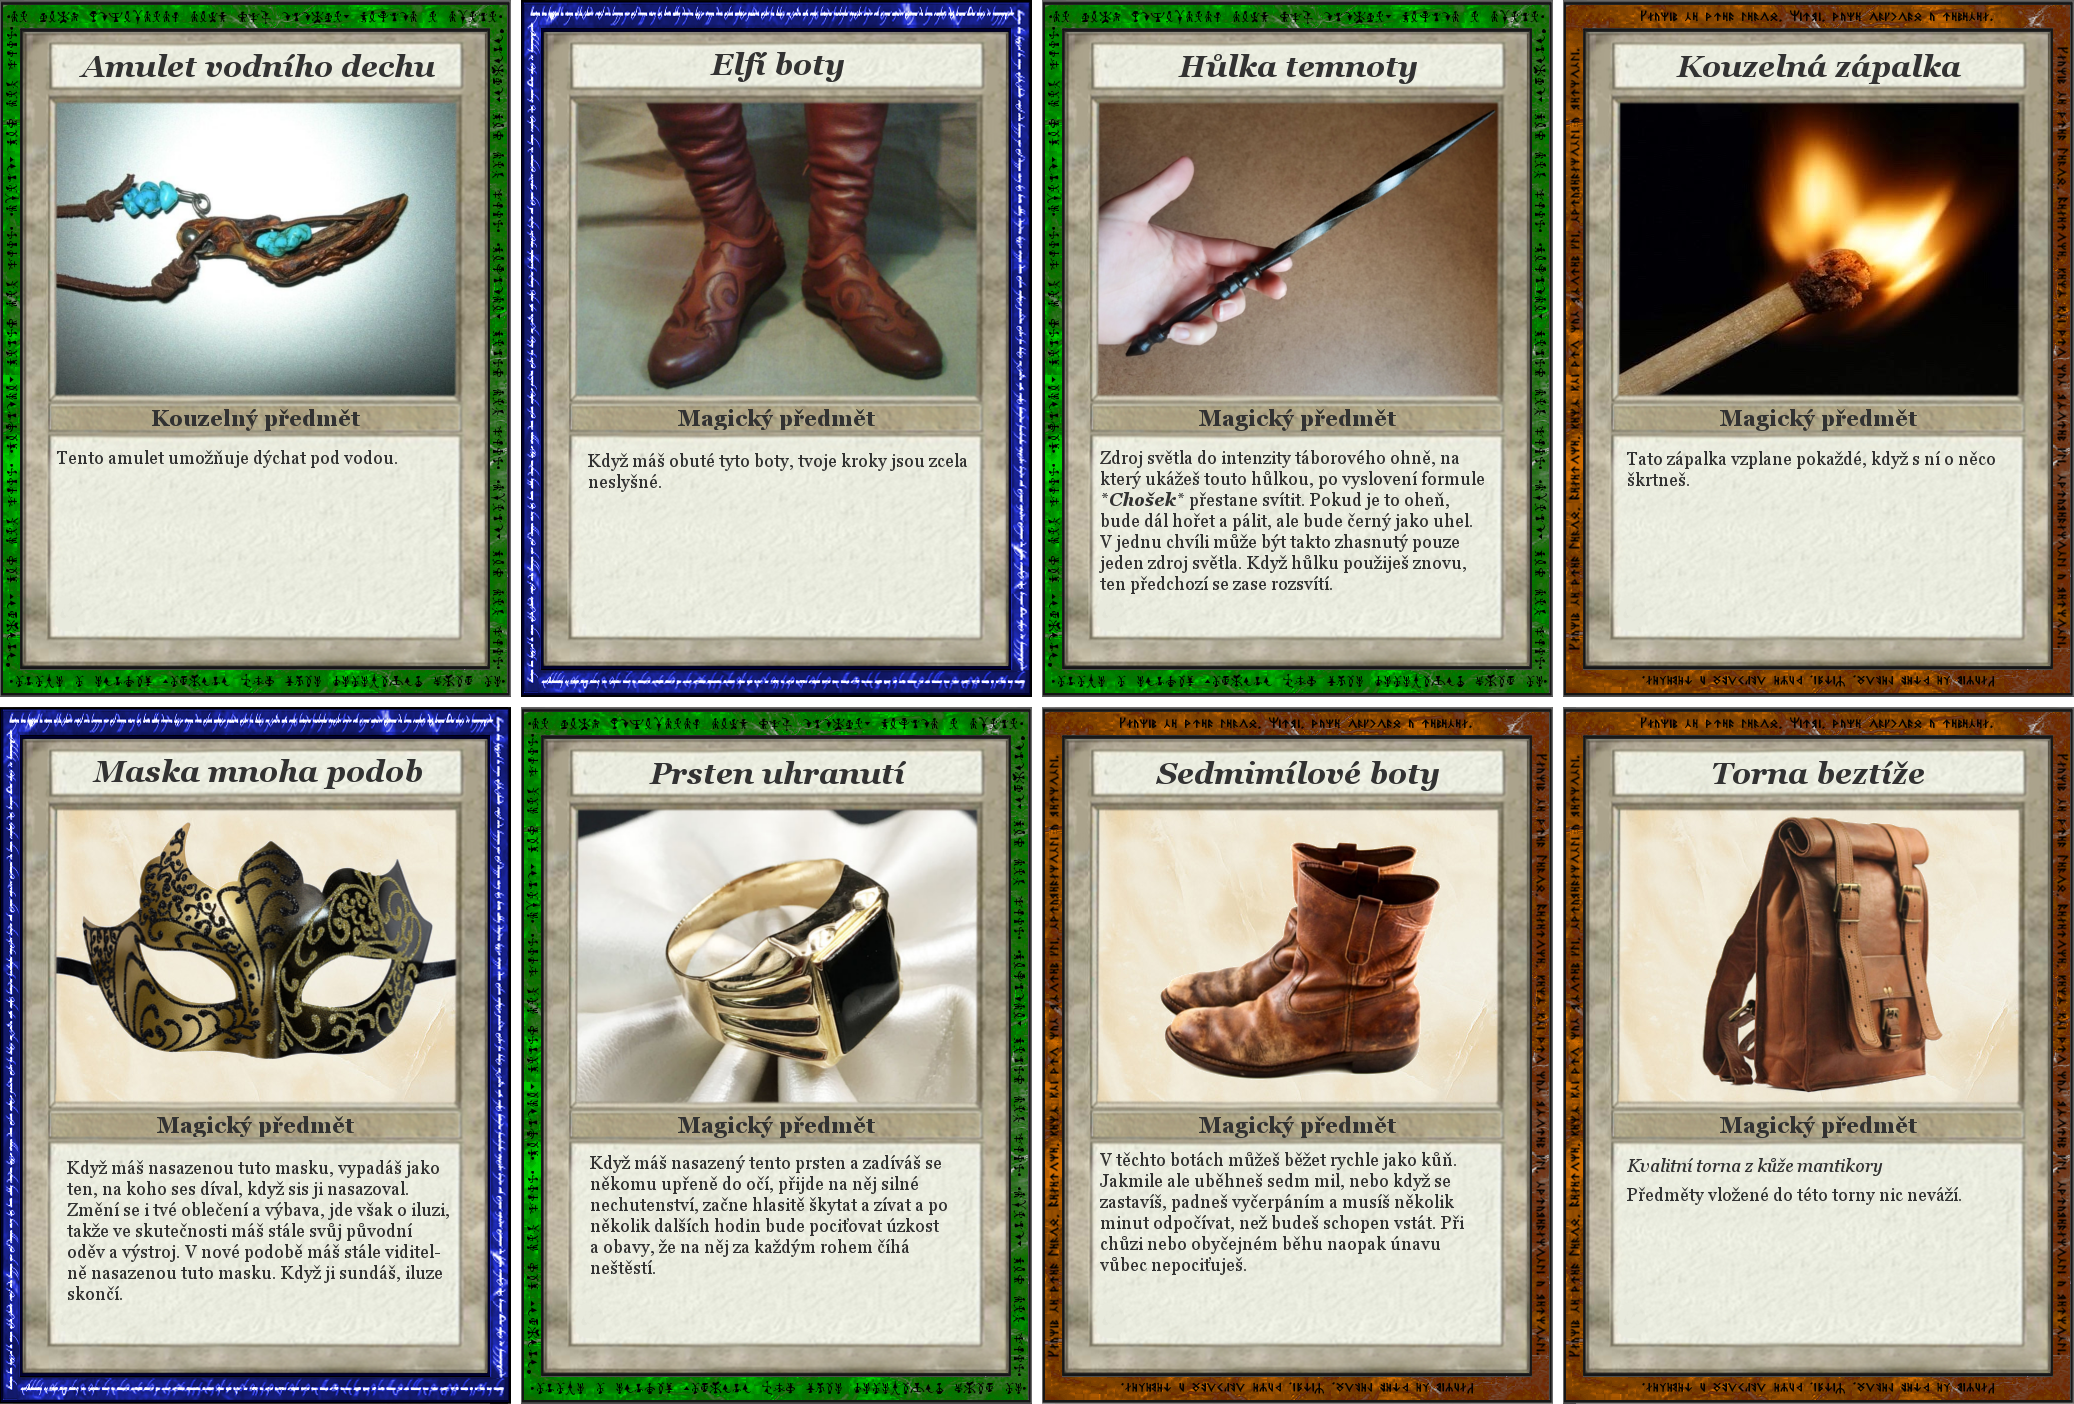 Amulet vodního dechu
Kouzelný předmět
Tento amulet umožňuje dýchat pod vodou.
Elfí boty
Magický předmět
Když máš obuté tyto boty, tvoje kroky jsou zcela
neslyšné.
Hůlka temnoty
Magický předmět
Zdroj světla do intenzity táborového ohně, na
který ukážeš touto hůlkou, po vyslovení formule
*Chošek* přestane svítit. Pokud je to oheň,
bude dál hořet a pálit, ale bude černý jako uhel.
V jednu chvíli může být takto zhasnutý pouze
jeden zdroj světla. Když hůlku použiješ znovu,
ten předchozí se zase rozsvítí.
Kouzelná zápalka
Magický předmět
Tato zápalka vzplane pokaždé, když s ní o něco
škrtneš.
Maska mnoha podob
Magický předmět
Když máš nasazenou tuto masku, vypadáš jako
ten, na koho ses díval, když sis ji nasazoval.
Změní se i tvé oblečení a výbava, jde však o iluzi,
takže ve skutečnosti máš stále svůj původní
oděv a výstroj. V nové podobě máš stále viditel-
ně nasazenou tuto masku. Když ji sundáš, iluze
skončí.
Prsten uhranutí
Magický předmět
Když máš nasazený tento prsten a zadíváš se
někomu upřeně do očí, přijde na něj silné
nechutenství, začne hlasitě škytat a zívat a po
několik dalších hodin bude pociťovat úzkost
a obavy, že na něj za každým rohem číhá
neštěstí.
Sedmimílové boty
Magický předmět
V těchto botách můžeš běžet rychle jako kůň.
Jakmile ale uběhneš sedm mil, nebo když se
zastavíš, padneš vyčerpáním a musíš několik
minut odpočívat, než budeš schopen vstát. Při
chůzi nebo obyčejném běhu naopak únavu
vůbec nepociťuješ.
Torna beztíže
Magický předmět
Kvalitní torna z kůže mantikory
Předměty vložené do této torny nic neváží.